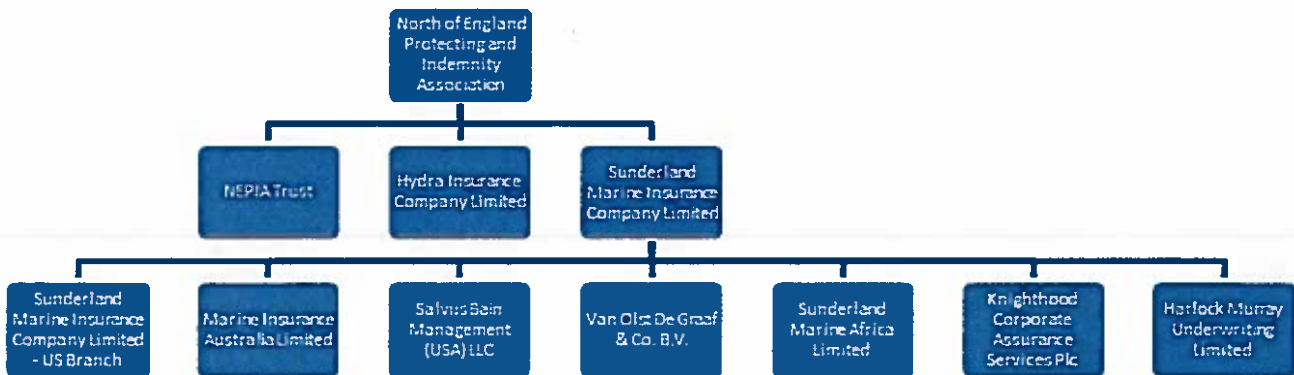 North of England
Protecting and
Indemnity
Association
NEPIA Trust
Hydra Insurance
Company Limited
Sunderland
Marine Insurance
Company Limited
Sunderland
Marine Insurance
Company Limited
- US Branch
Marine Insurance
Australia Limited
Salvus Bain
Management
(USA) LLC
Van Olst De Graaf
& Co. B.V.
Sunderland
Marine Africa
Limited
Knighthood
Corporate
Assurance
Services Plc
Harlock Murray
Underwriting
Limited